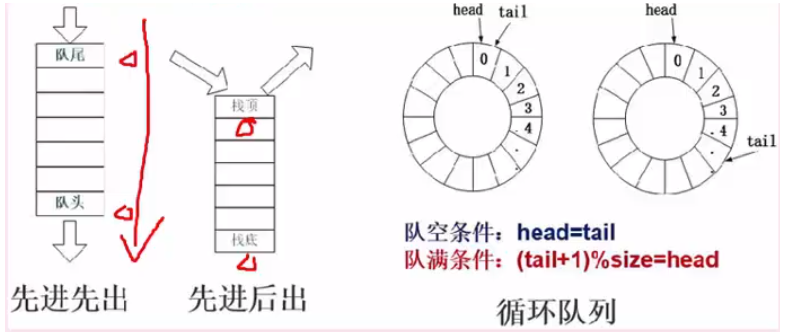 队尾
队头
先进先出
栈顶
栈底
先进后出
head tail
0
1
2
3
.4
.
.
head
0
1
2
3
.4
.
.
tail
队空条件：head=tail
队满条件：(tail+1)%size=head
循环队列